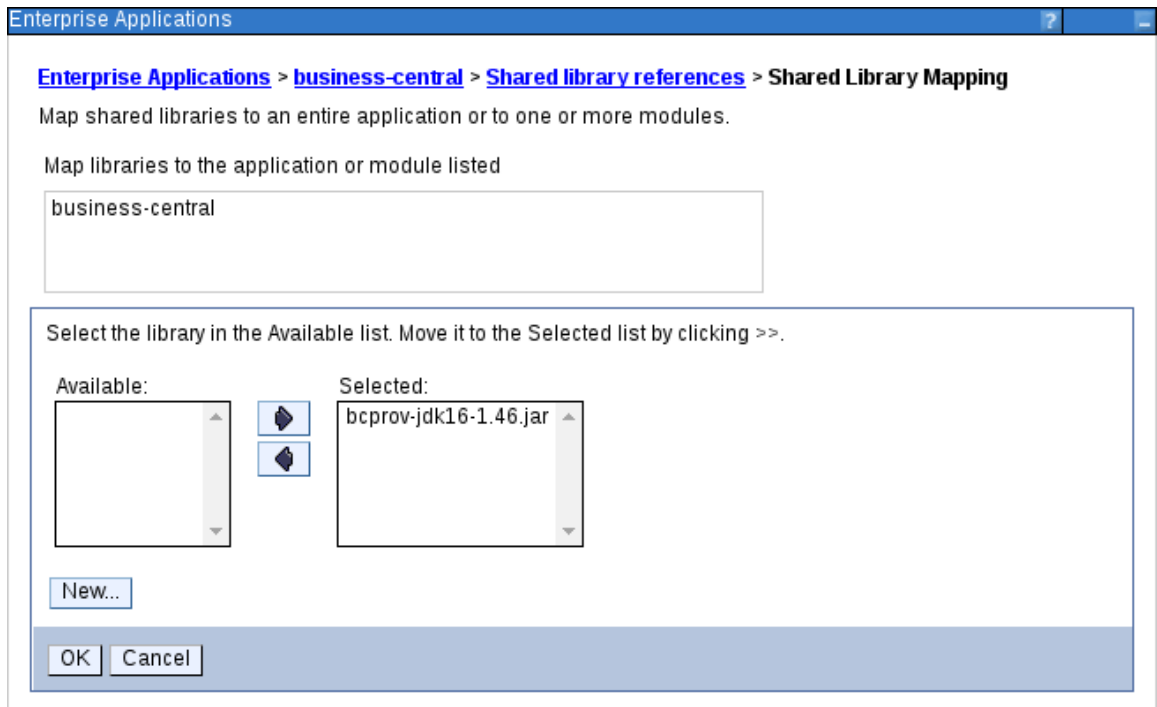 Enterprise Applications ?
Enterprise Applications > business-central > Shared library references > Shared Library Mapping
Map shared libraries to an entire application or to one or more modules.
Map libraries to the application or module listed
business-central
Select the library in the Available list. Move it to the Selected list by clicking >>.
Available: Selected:
bcprov-jdk16-1.46.jar
New...
OK Cancel